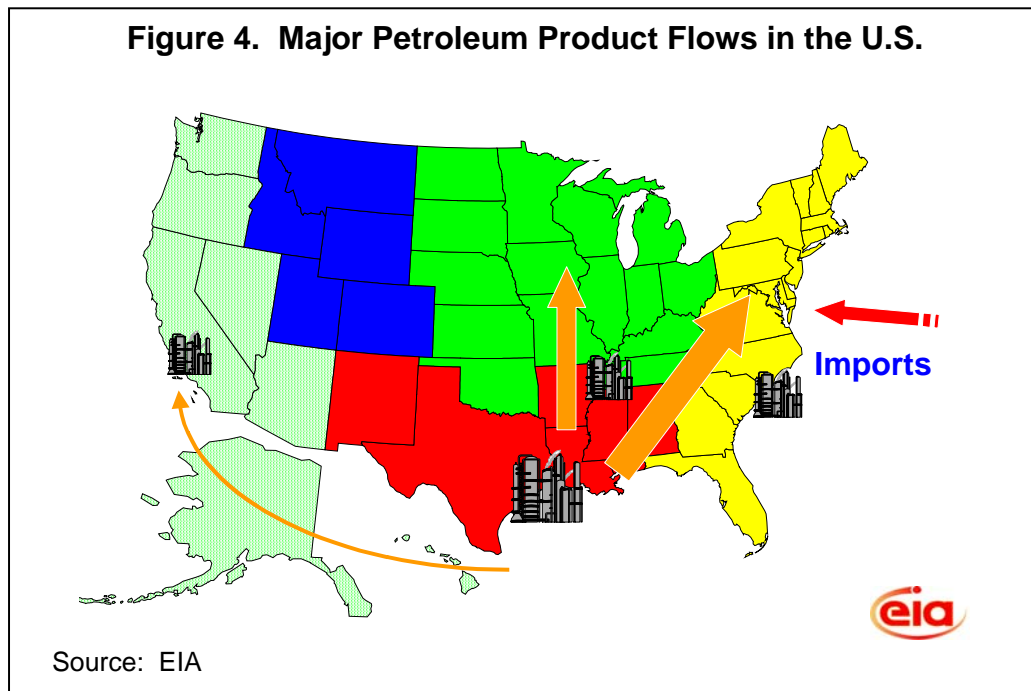 Figure 4. Major Petroleum Product Flows in the U.S.
Imports
eia
Source: EIA